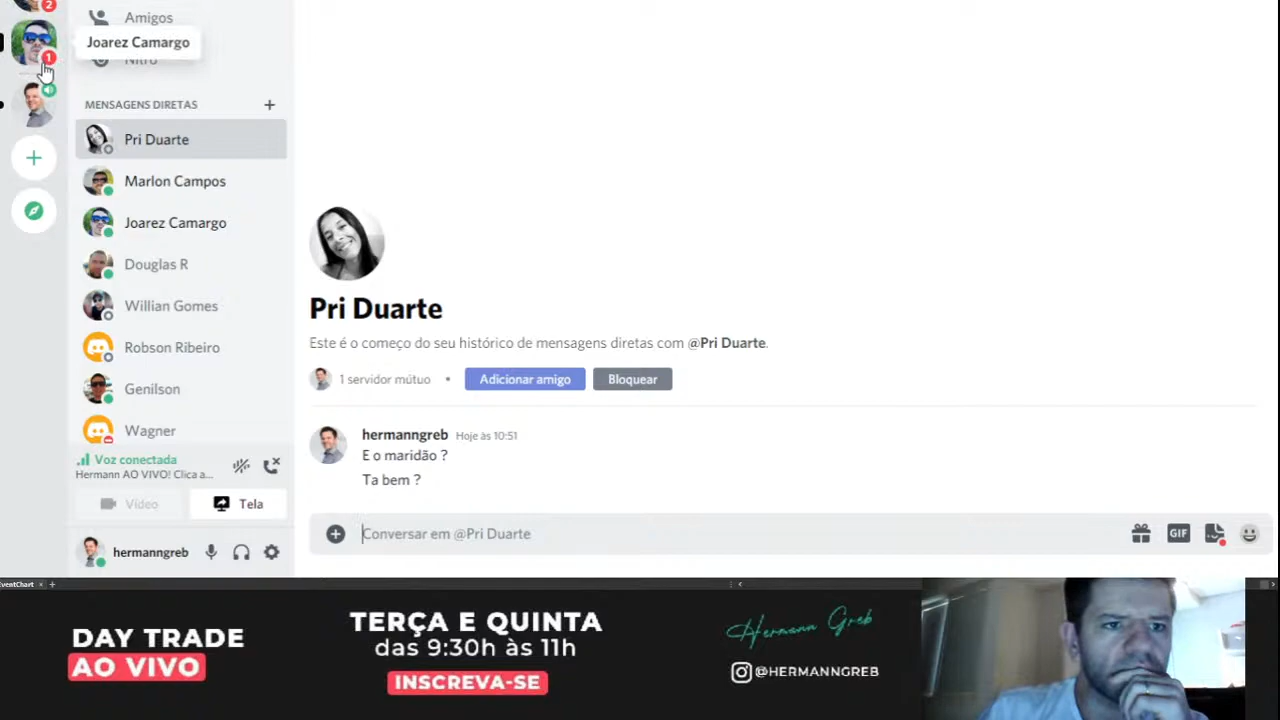 2
Amigos
Joarez Camargo
1
Nitro
MENSAGENS DIRETAS +
Pri Duarte
Marlon Campos
Joarez Camargo
Douglas R
Willian Gomes
Robson Ribeiro
Genilson
Wagner
Voz conectada
Hermann AO VIVO! Clica a...
Vídeo
Tela
hermanngreb
Pri Duarte
Este é o começo do seu histórico de mensagens diretas com @Pri Duarte.
1 servidor mútuo • Adicionar amigo Bloquear
hermanngreb Hoje às 10:51
E o maridão ?
Ta bem ?
Conversar em @Pri Duarte
GIF
ventChart × +
DAY TRADE
AO VIVO
TERÇA E QUINTA
das 9:30h às 11h
INSCREVA-SE
Hermann Greb
@HERMANNGREB